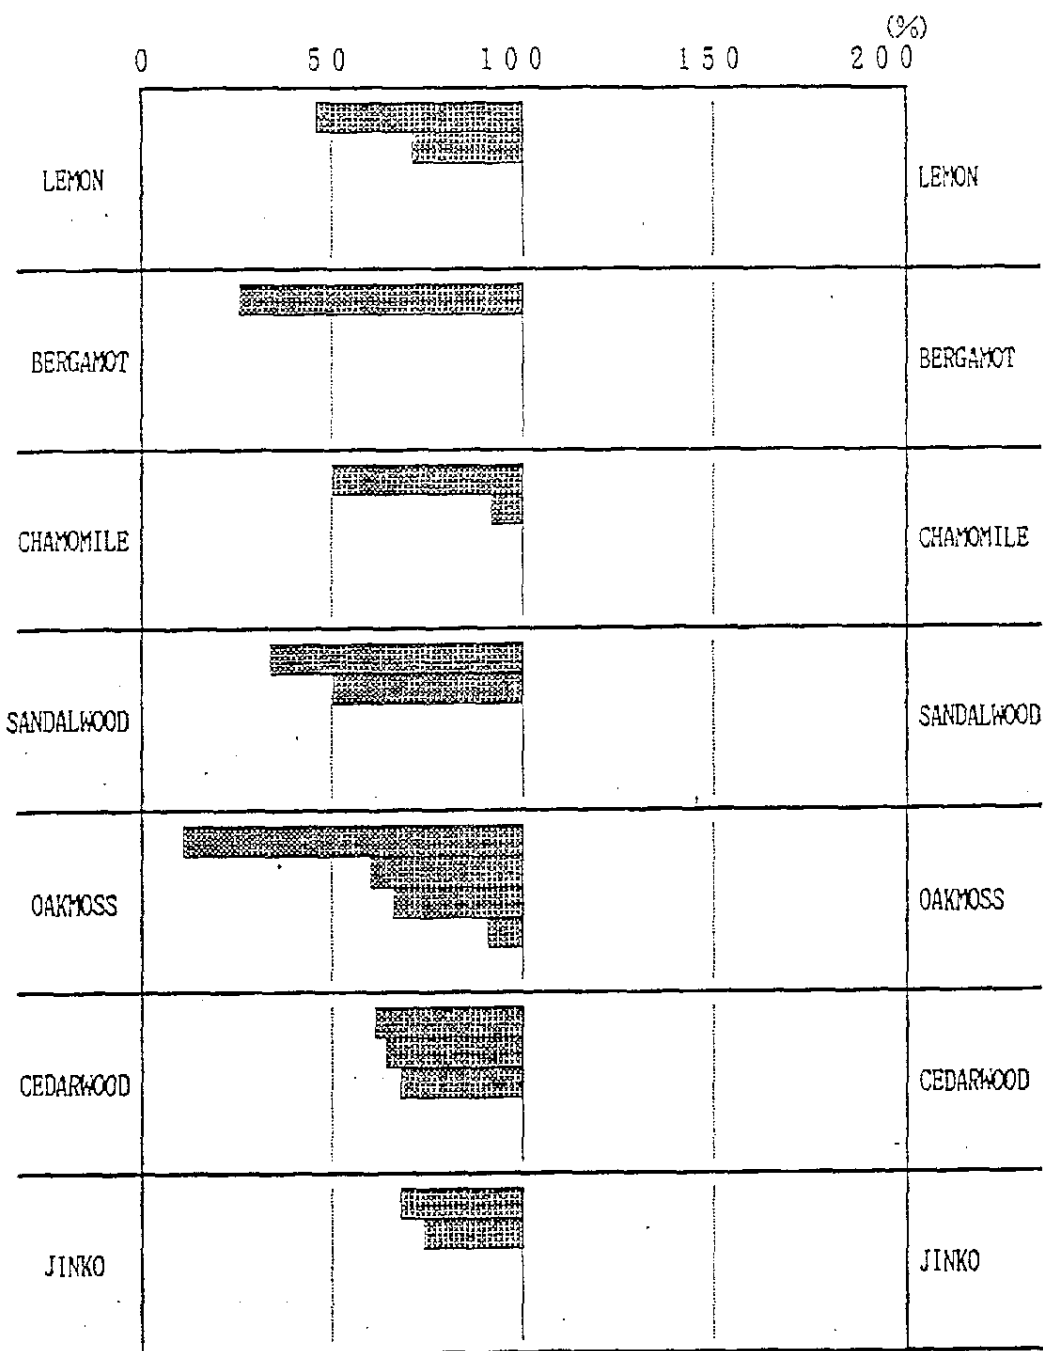 (%)
0 50 100 150 200
LEMON LEMON
BERGAMOT BERGAMOT
CHAMOMILE CHAMOMILE
SANDALWOOD SANDALWOOD
OAKMOSS OAKMOSS
CEDARWOOD CEDARWOOD
JINKO JINKO